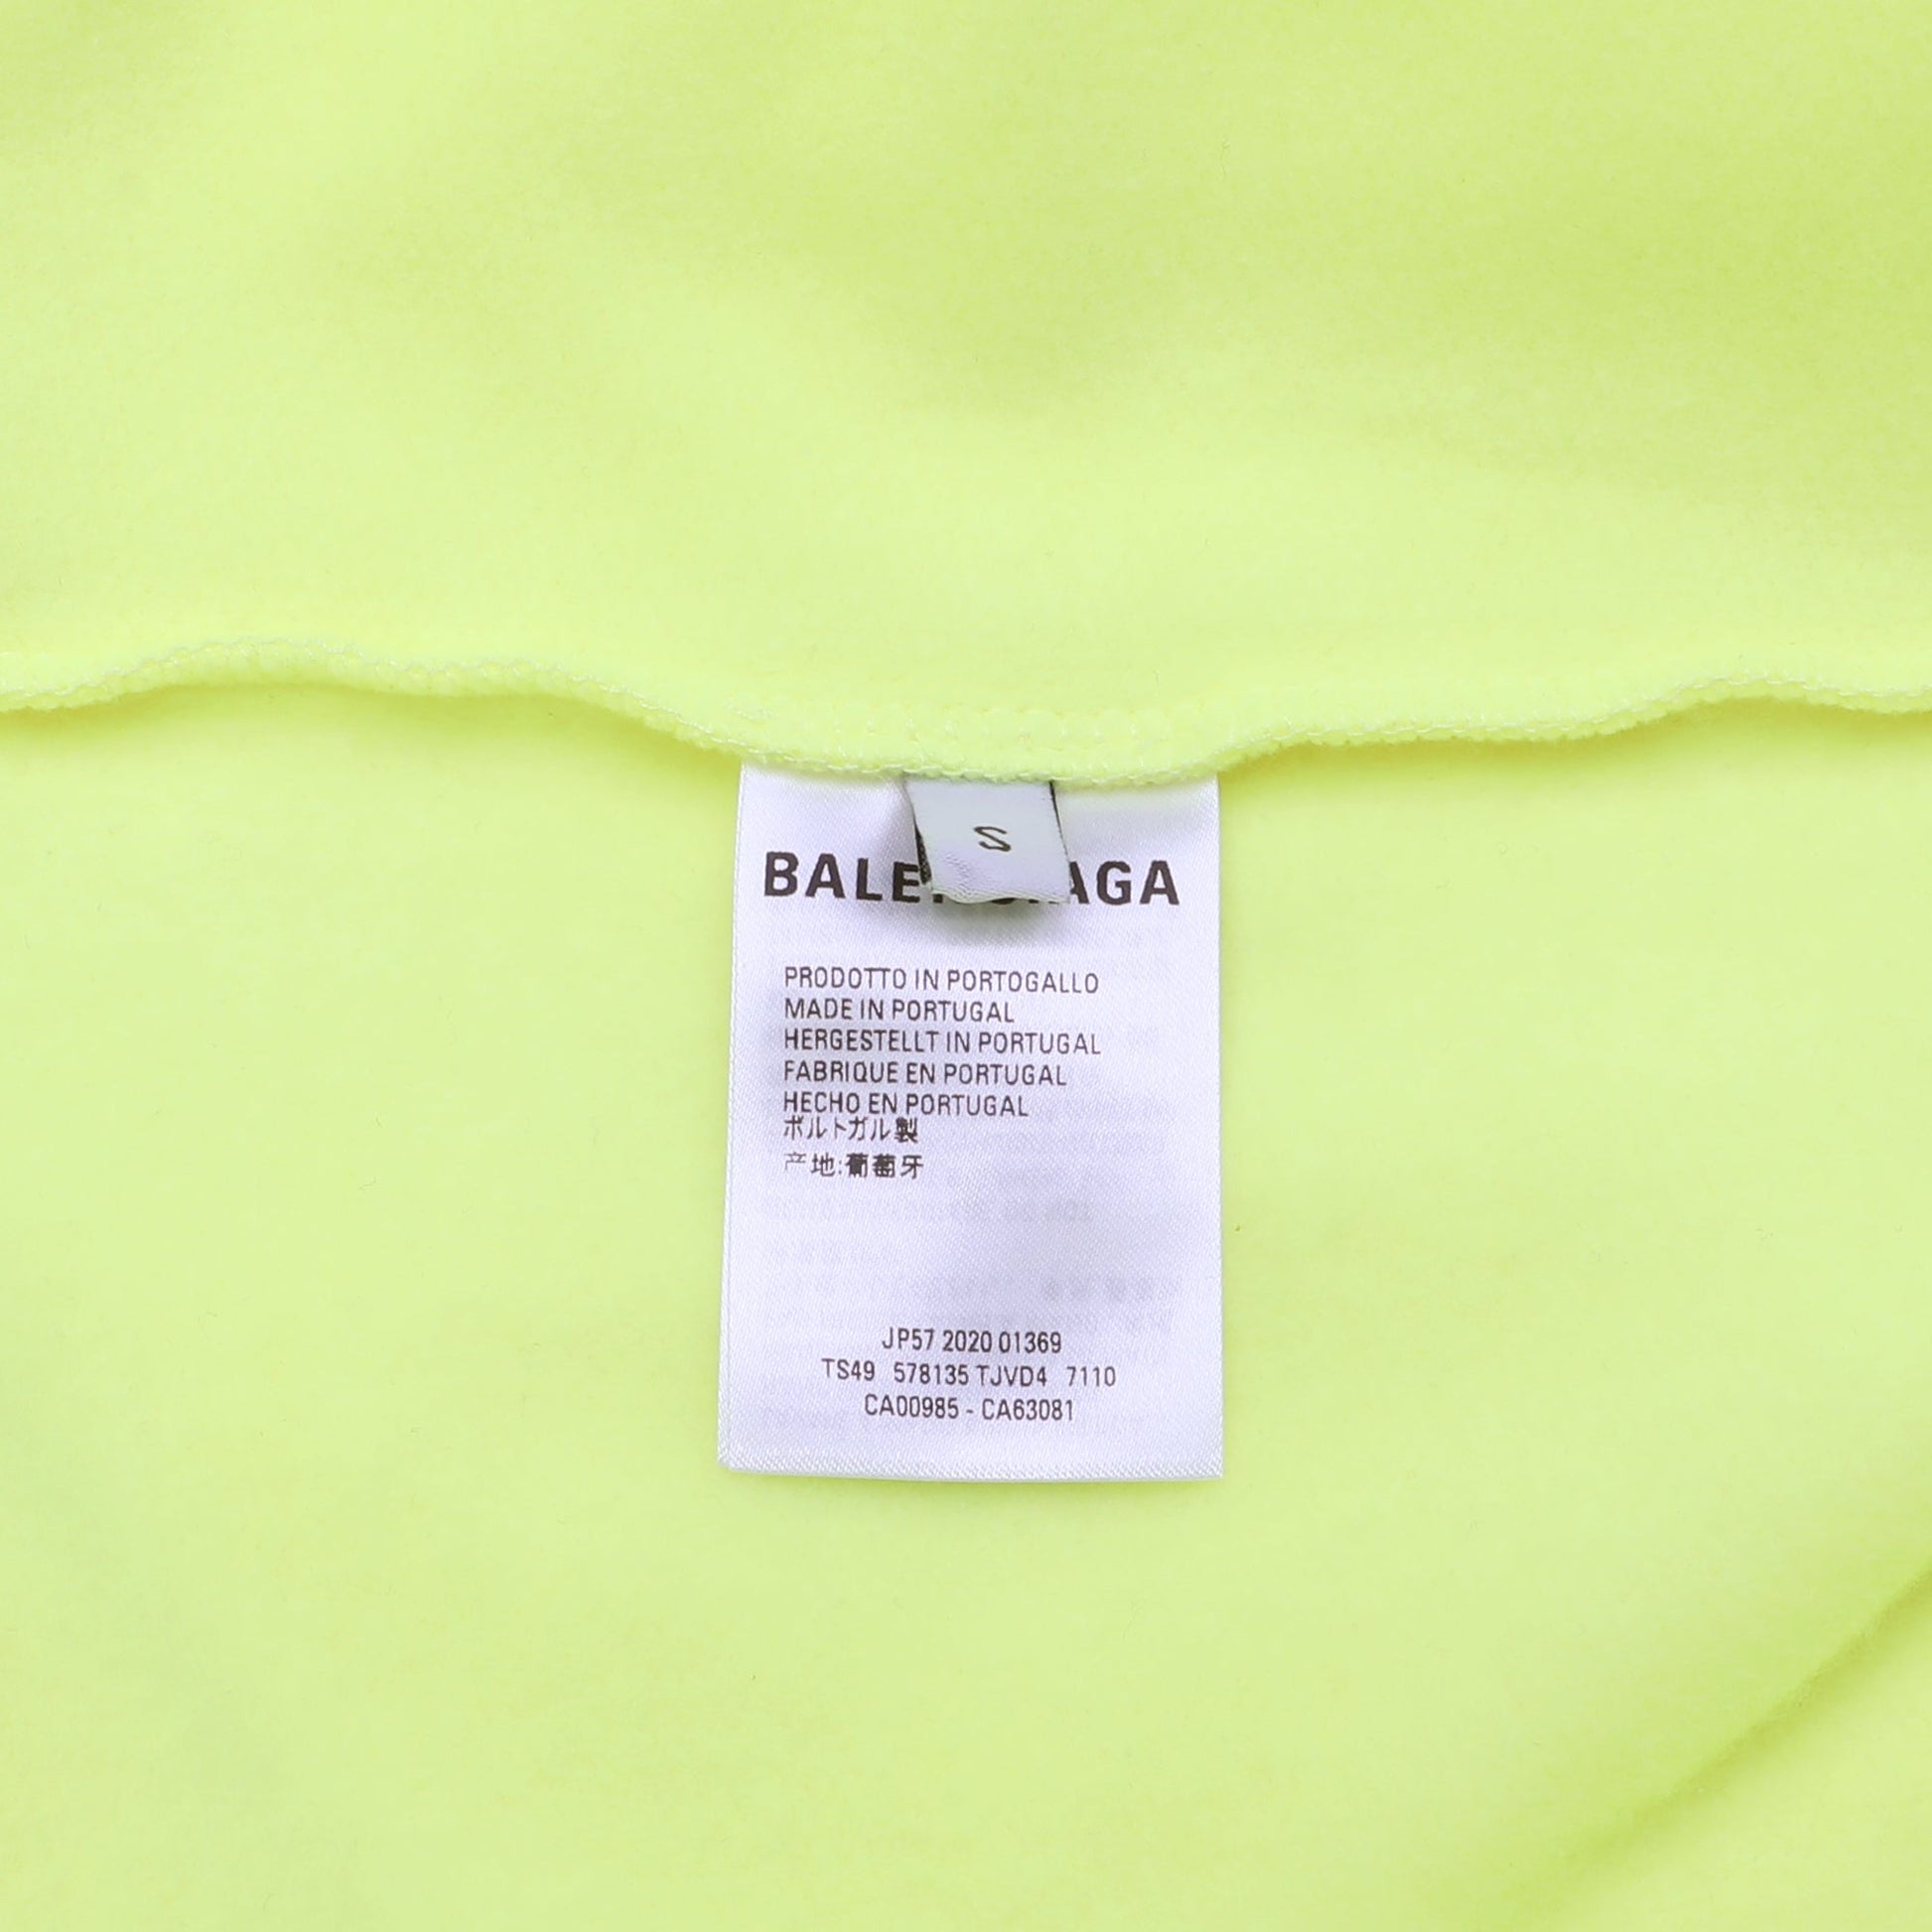 S
PRODOTTO IN PORTOGALLO
MADE IN PORTUGAL
HERGESTELLT IN PORTUGAL
FABRIQUE EN PORTUGAL
HECHO EN PORTUGAL
ポルトガル製
产地:葡萄牙
JP57 2020 01369
TS49 578135 TJVD4 7110
CA00985 - CA63081